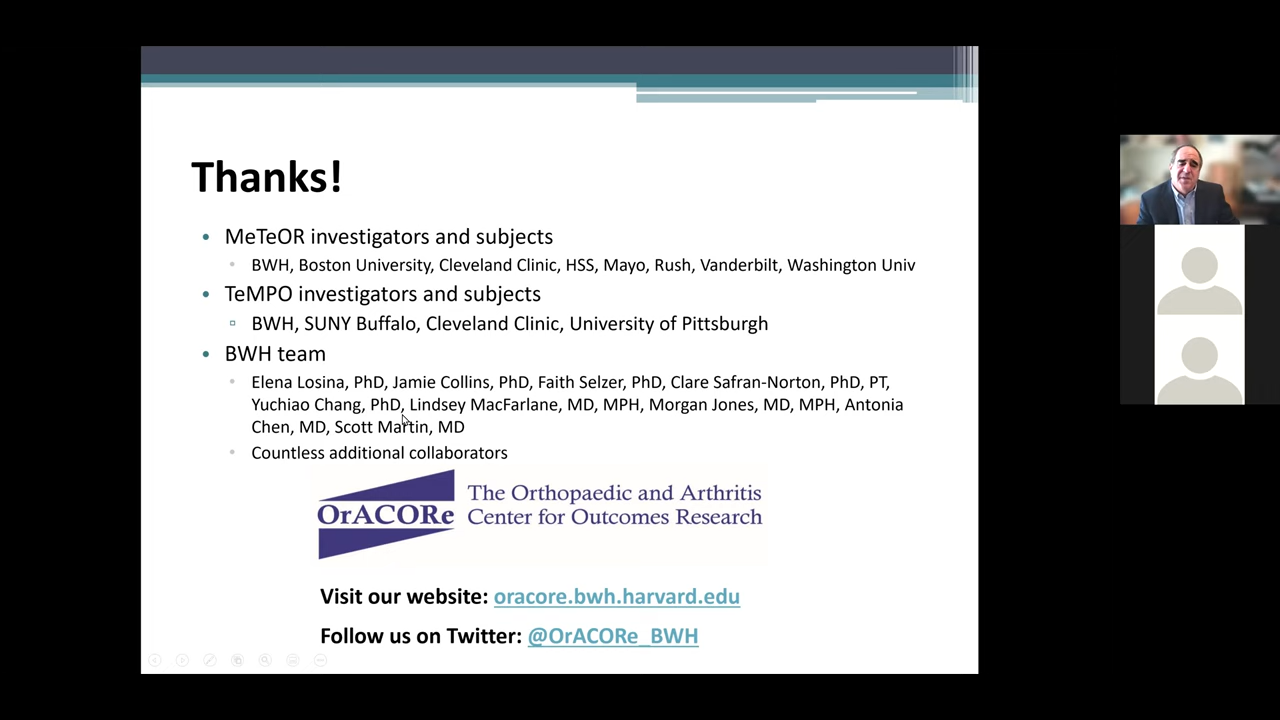 Thanks!
MeTeOR investigators and subjects
BWH, Boston University, Cleveland Clinic, HSS, Mayo, Rush, Vanderbilt, Washington Univ
TeMPO investigators and subjects
BWH, SUNY Buffalo, Cleveland Clinic, University of Pittsburgh
BWH team
Elena Losina, PhD, Jamie Collins, PhD, Faith Selzer, PhD, Clare Safran-Norton, PhD, PT,
Yuchiao Chang, PhD, Lindsey MacFarlane, MD, MPH, Morgan Jones, MD, MPH, Antonia
Chen, MD, Scott Martin, MD
Countless additional collaborators
OrACORe
The Orthopaedic and Arthritis
Center for Outcomes Research
Visit our website: oracore.bwh.harvard.edu
Follow us on Twitter: @OrACORe_BWH